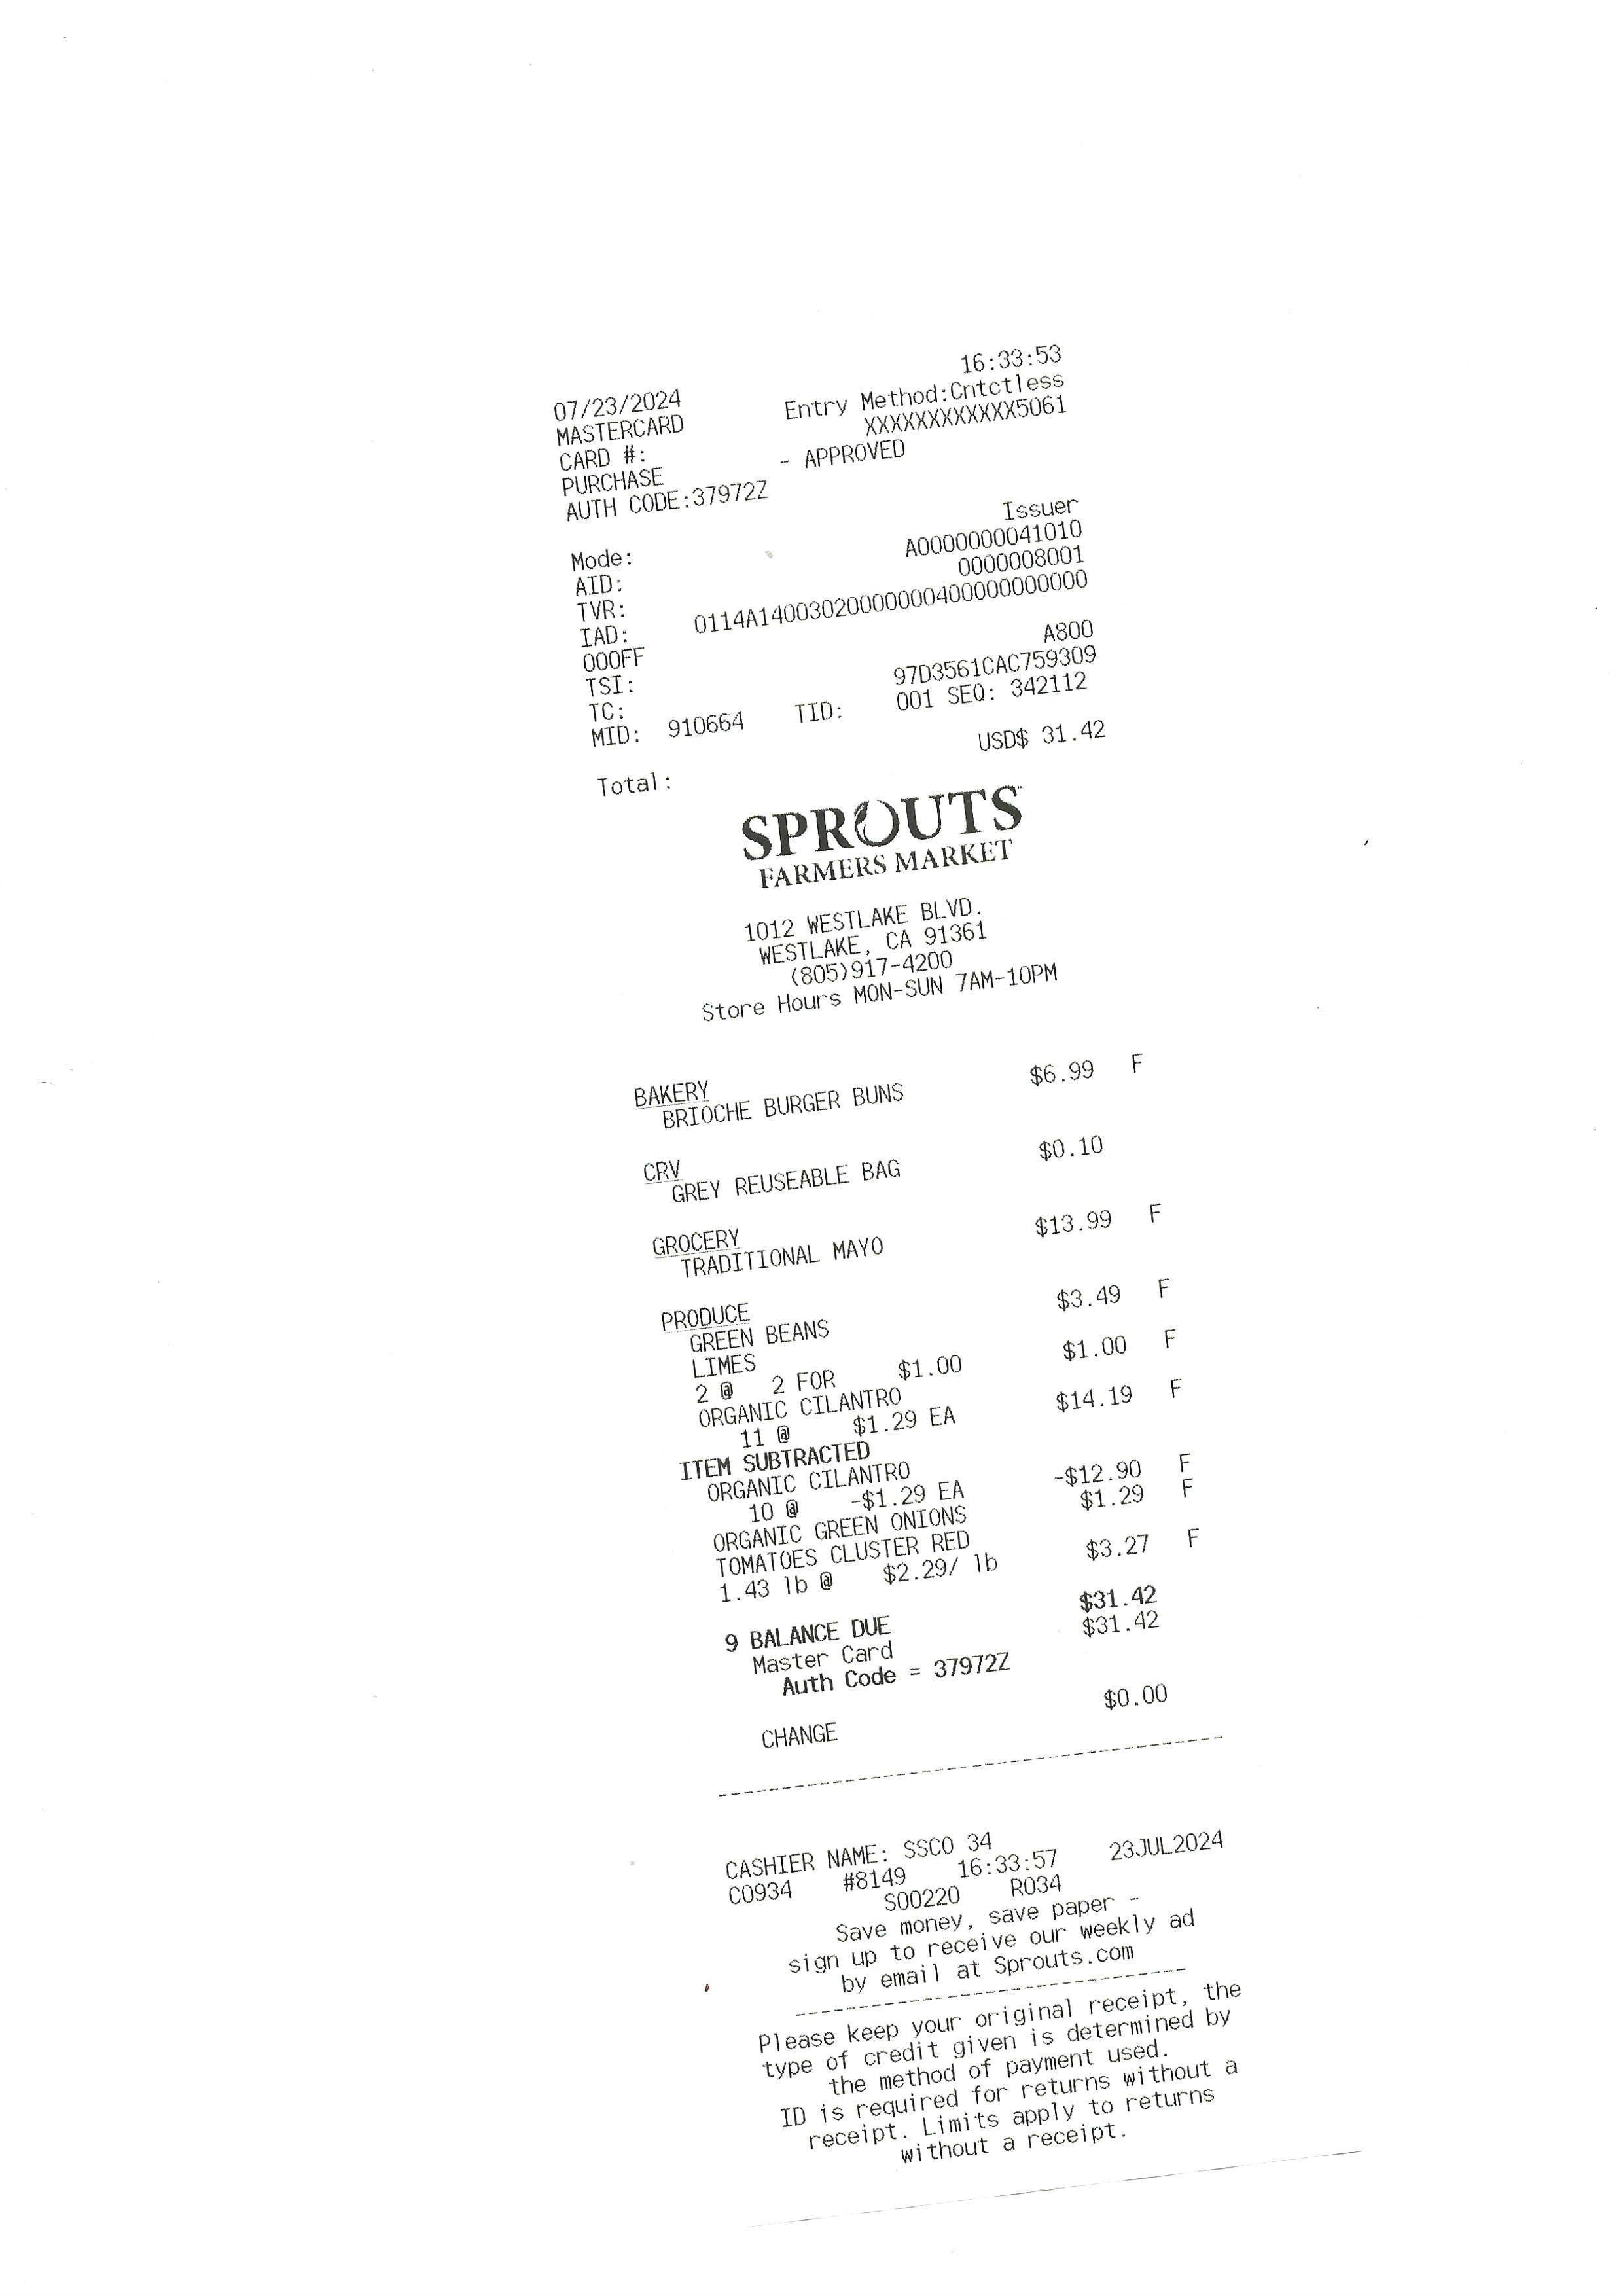 07/23/2024 16:33:53
MASTERCARD Entry Method:Cntctless
CARD #: XXXXXXXXXXXX5061
PURCHASE - APPROVED
AUTH CODE:37972Z
Mode: Issuer
AID: A0000000041010
TVR: 0000008001
IAD: 0114A1400302000000040000000000
000FF
TSI: A800
TC: 97D3561CAC759309
MID: 910664 TID: 001 SEQ: 342112
Total: USD$ 31.42
SPROUTS
FARMERS MARKET
1012 WESTLAKE BLVD.
WESTLAKE, CA 91361
(805)917-4200
Store Hours MON-SUN 7AM-10PM
BAKERY
BRIOCHE BURGER BUNS $6.99 F
CRV
GREY REUSEABLE BAG $0.10
GROCERY
TRADITIONAL MAYO $13.99 F
PRODUCE
GREEN BEANS $3.49 F
LIMES
2 @ 2 FOR $1.00 $1.00 F
ORGANIC CILANTRO
11 @ $1.29 EA $14.19 F
ITEM SUBTRACTED
ORGANIC CILANTRO
10 @ -$1.29 EA -$12.90 F
ORGANIC GREEN ONIONS $1.29 F
TOMATOES CLUSTER RED
1.43 lb @ $2.29/ lb $3.27 F
9 BALANCE DUE $31.42
Master Card $31.42
Auth Code = 37972Z
CHANGE $0.00
----------------------------------------
CASHIER NAME: SSCO 34
C0934 #8149 16:33:57 23JUL2024
S00220 R034
Save money, save paper -
sign up to receive our weekly ad
by email at Sprouts.com
-------------------------------
Please keep your original receipt, the
type of credit given is determined by
the method of payment used.
ID is required for returns without a
receipt. Limits apply to returns
without a receipt.